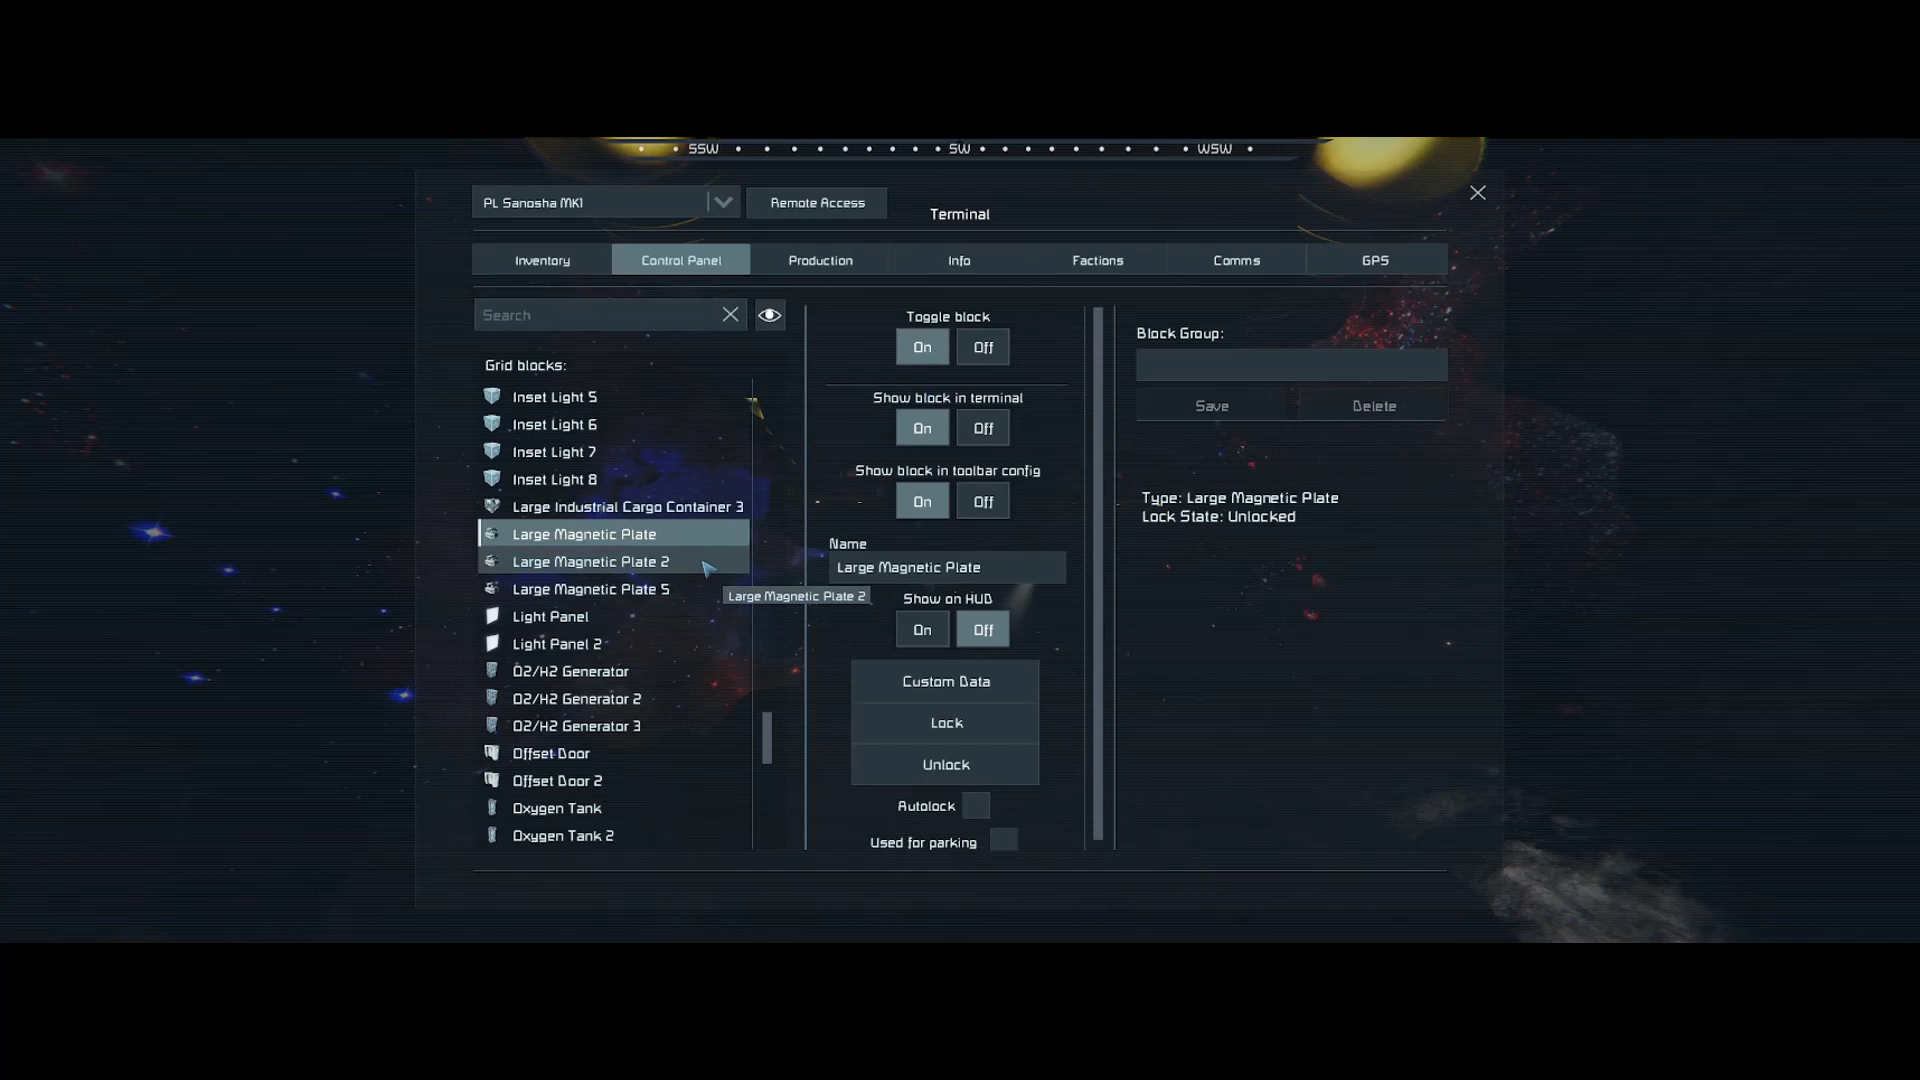 SSW SW WSW
PL Sanosha MK1
Remote Access
Terminal
Inventory Control Panel Production Info Factions Comms GPS
Search
Grid blocks:
Inset Light 5
Inset Light 6
Inset Light 7
Inset Light 8
Large Industrial Cargo Container 3
Large Magnetic Plate
Large Magnetic Plate 2
Large Magnetic Plate 5
Light Panel
Light Panel 2
O2/H2 Generator
O2/H2 Generator 2
O2/H2 Generator 3
Offset Door
Offset Door 2
Oxygen Tank
Oxygen Tank 2
Large Magnetic Plate 2
Toggle block
On Off
Show block in terminal
On Off
Show block in toolbar config
On Off
Name
Large Magnetic Plate
Show on HUD
On Off
Custom Data
Lock
Unlock
Autolock
Used for parking
Block Group:
Save Delete
Type: Large Magnetic Plate
Lock State: Unlocked